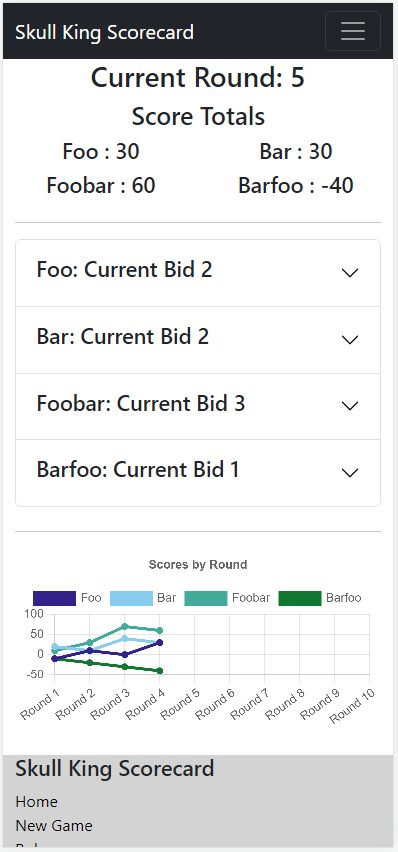 Skull King Scorecard
Current Round: 5
Score Totals
Foo : 30 Bar : 30
Foobar : 60 Barfoo : -40
Foo: Current Bid 2
Bar: Current Bid 2
Foobar: Current Bid 3
Barfoo: Current Bid 1
Scores by Round
Foo Bar Foobar Barfoo
100
50
0
-50
Round 1 Round 2 Round 3 Round 4 Round 5 Round 6 Round 7 Round 8 Round 9 Round 10
Skull King Scorecard
Home
New Game